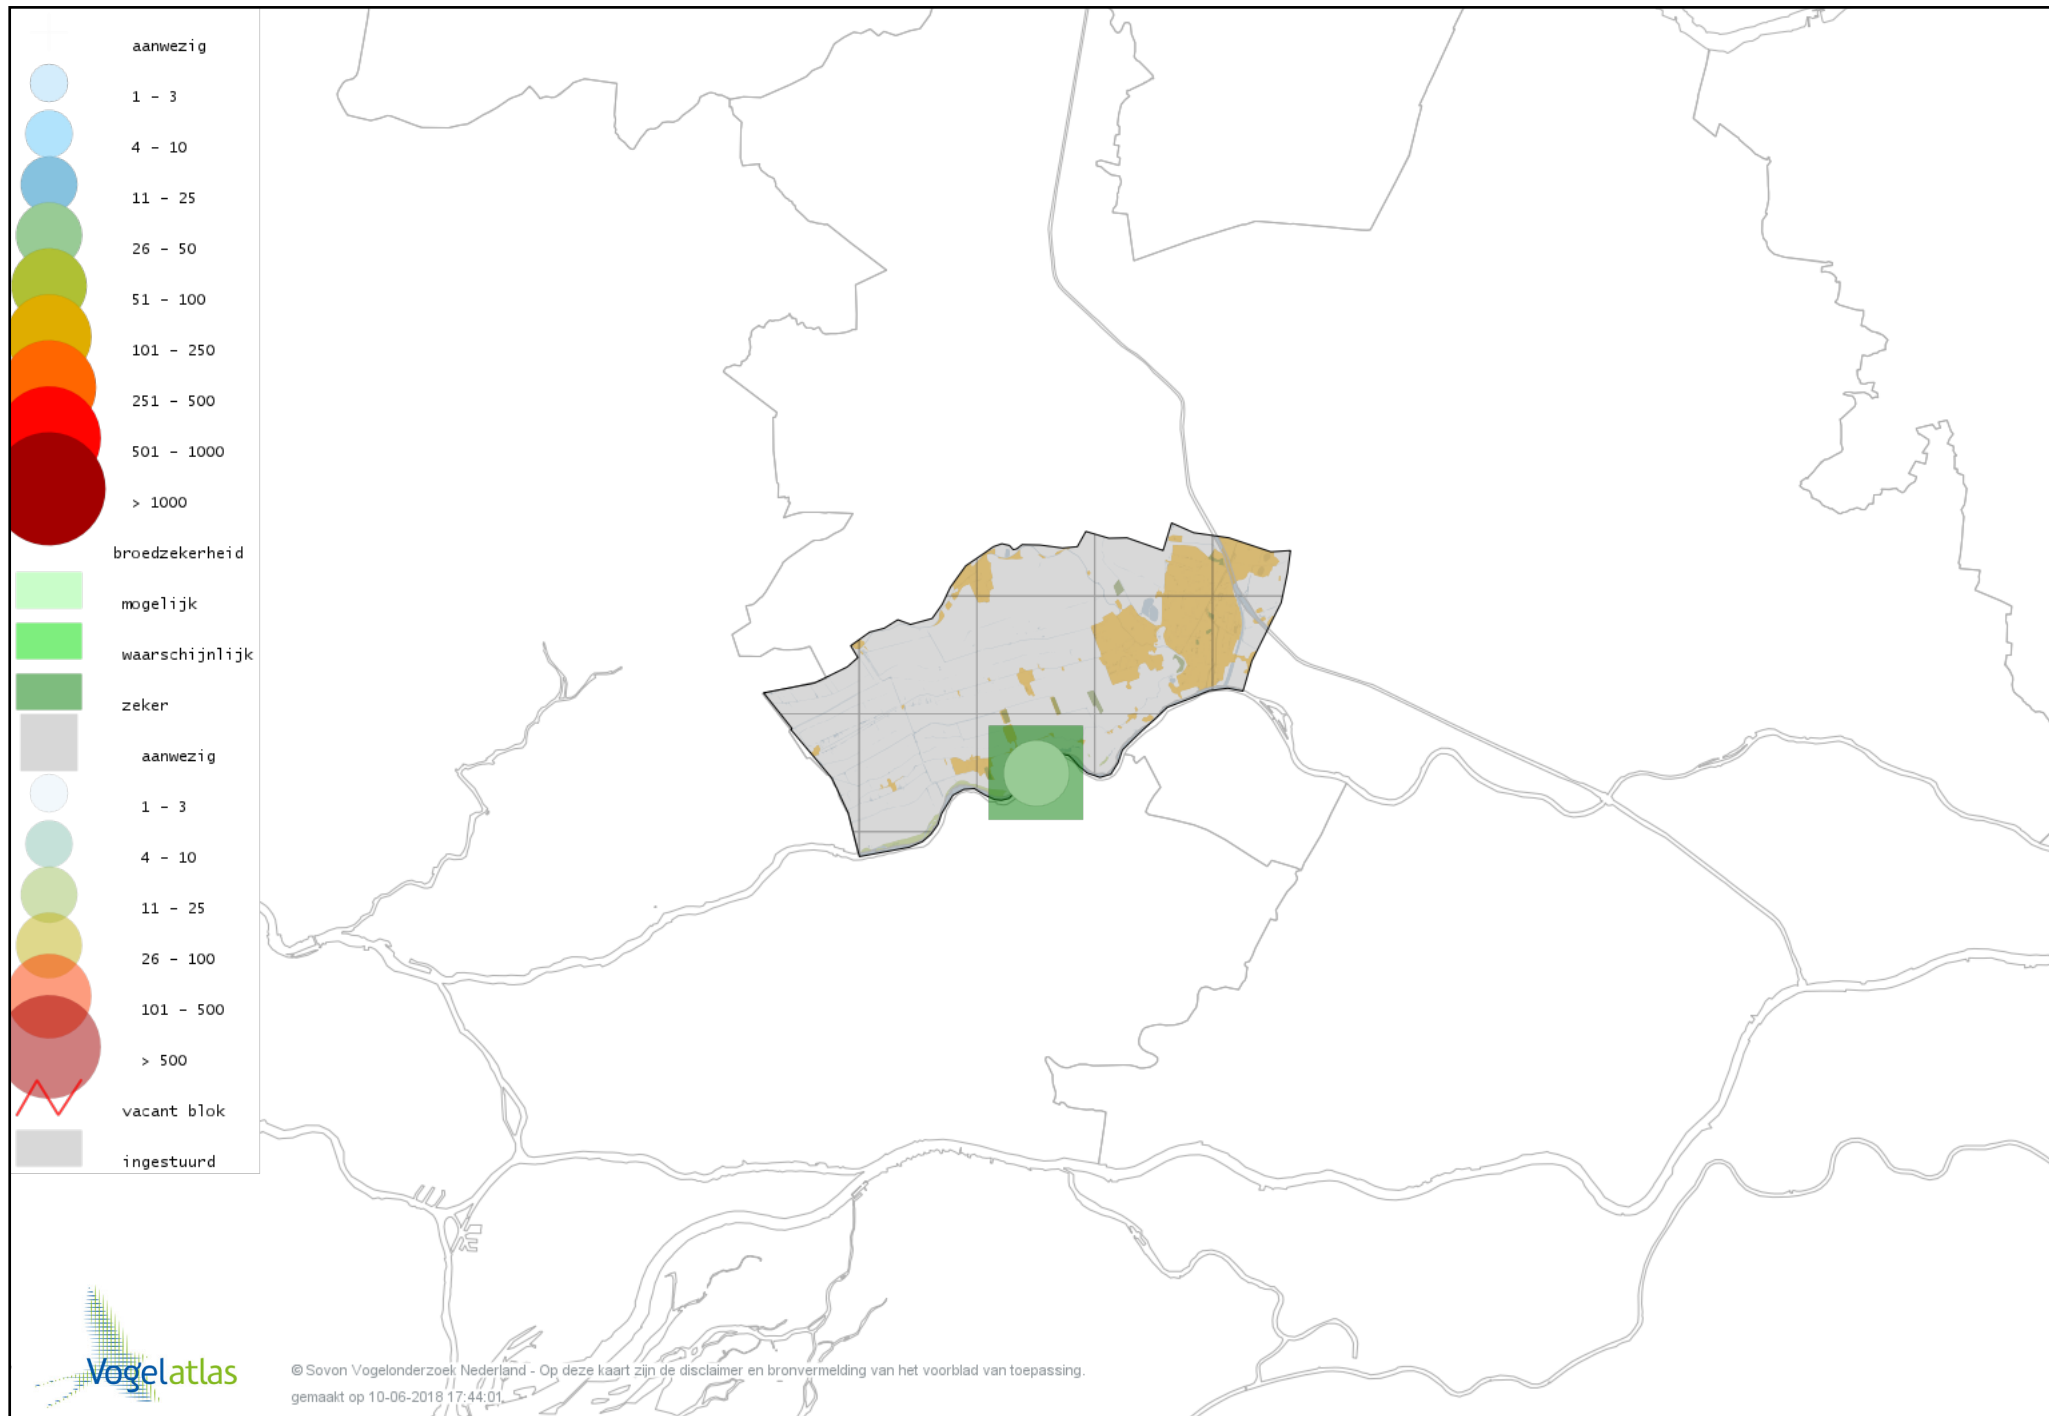 aanwezig
1 - 3
4 - 10
11 - 25
26 - 50
51 - 100
101 - 250
251 - 500
501 - 1000
> 1000
broedzekerheid
mogelijk
waarschijnlijk
zeker
aanwezig
1 - 3
4 - 10
11 - 25
26 - 100
101 - 500
> 500
vacant blok
ingestuurd
Vogelatlas
© Sovon Vogelonderzoek Nederland - Op deze kaart zijn de disclaimer en bronvermelding van het voorblad van toepassing.
gemaakt op 10-06-2018 17:44:01